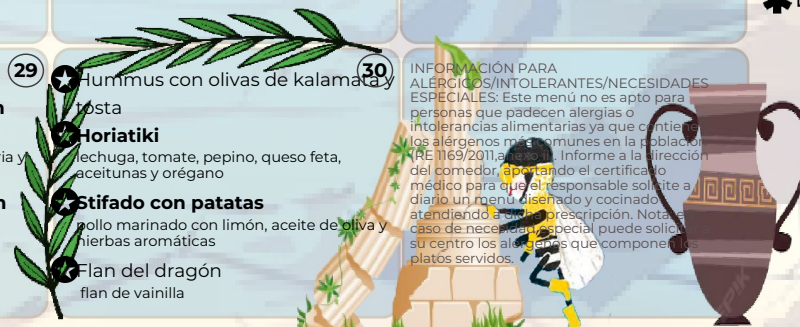 29
30
Hummus con olivas de kalamata y
tosta
Horiatiki
lechuga, tomate, pepino, queso feta,
aceitunas y orégano
Stifado con patatas
pollo marinado con limón, aceite de oliva y
hierbas aromáticas
Flan del dragón
flan de vainilla
INFORMACIÓN PARA
ALÉRGICOS/INTOLERANTES/NECESIDADES
ESPECIALES: Este menú no es apto para
personas que padecen alergias o
intolerancias alimentarias ya que contiene
los alérgenos más comunes en la población
(RE 1169/2011,anexo II). Informe a la dirección
del comedor, aportando el certificado
médico para que el responsable solicite a
diario el menú diseñado y cocinado
atendiendo a dicha prescripción. Nota: en
caso de necesidad especial puede solicitar
su centro los alérgenos que componen los
platos servidos.